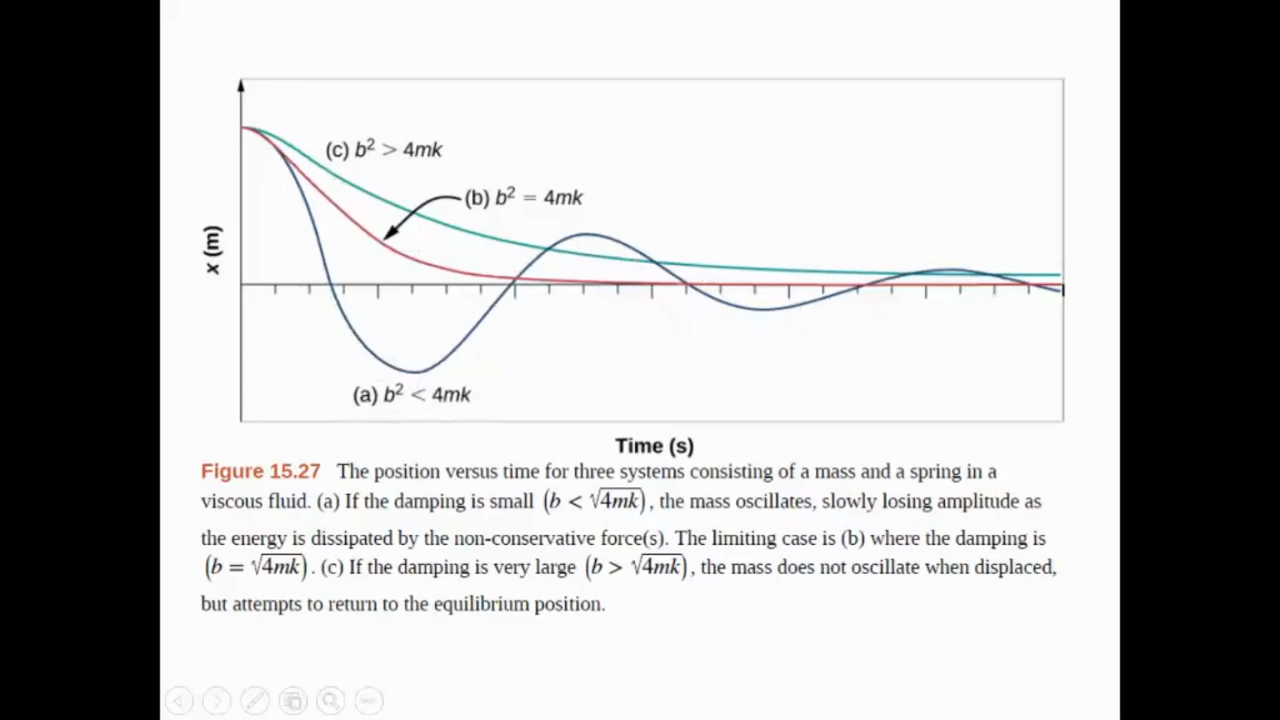 (c) b² > 4mk
(b) b² = 4mk
x (m)
(a) b² < 4mk
Time (s)
Figure 15.27 The position versus time for three systems consisting of a mass and a spring in a
viscous fluid. (a) If the damping is small (b < √4mk), the mass oscillates, slowly losing amplitude as
the energy is dissipated by the non-conservative force(s). The limiting case is (b) where the damping is
(b = √4mk). (c) If the damping is very large (b > √4mk), the mass does not oscillate when displaced,
but attempts to return to the equilibrium position.